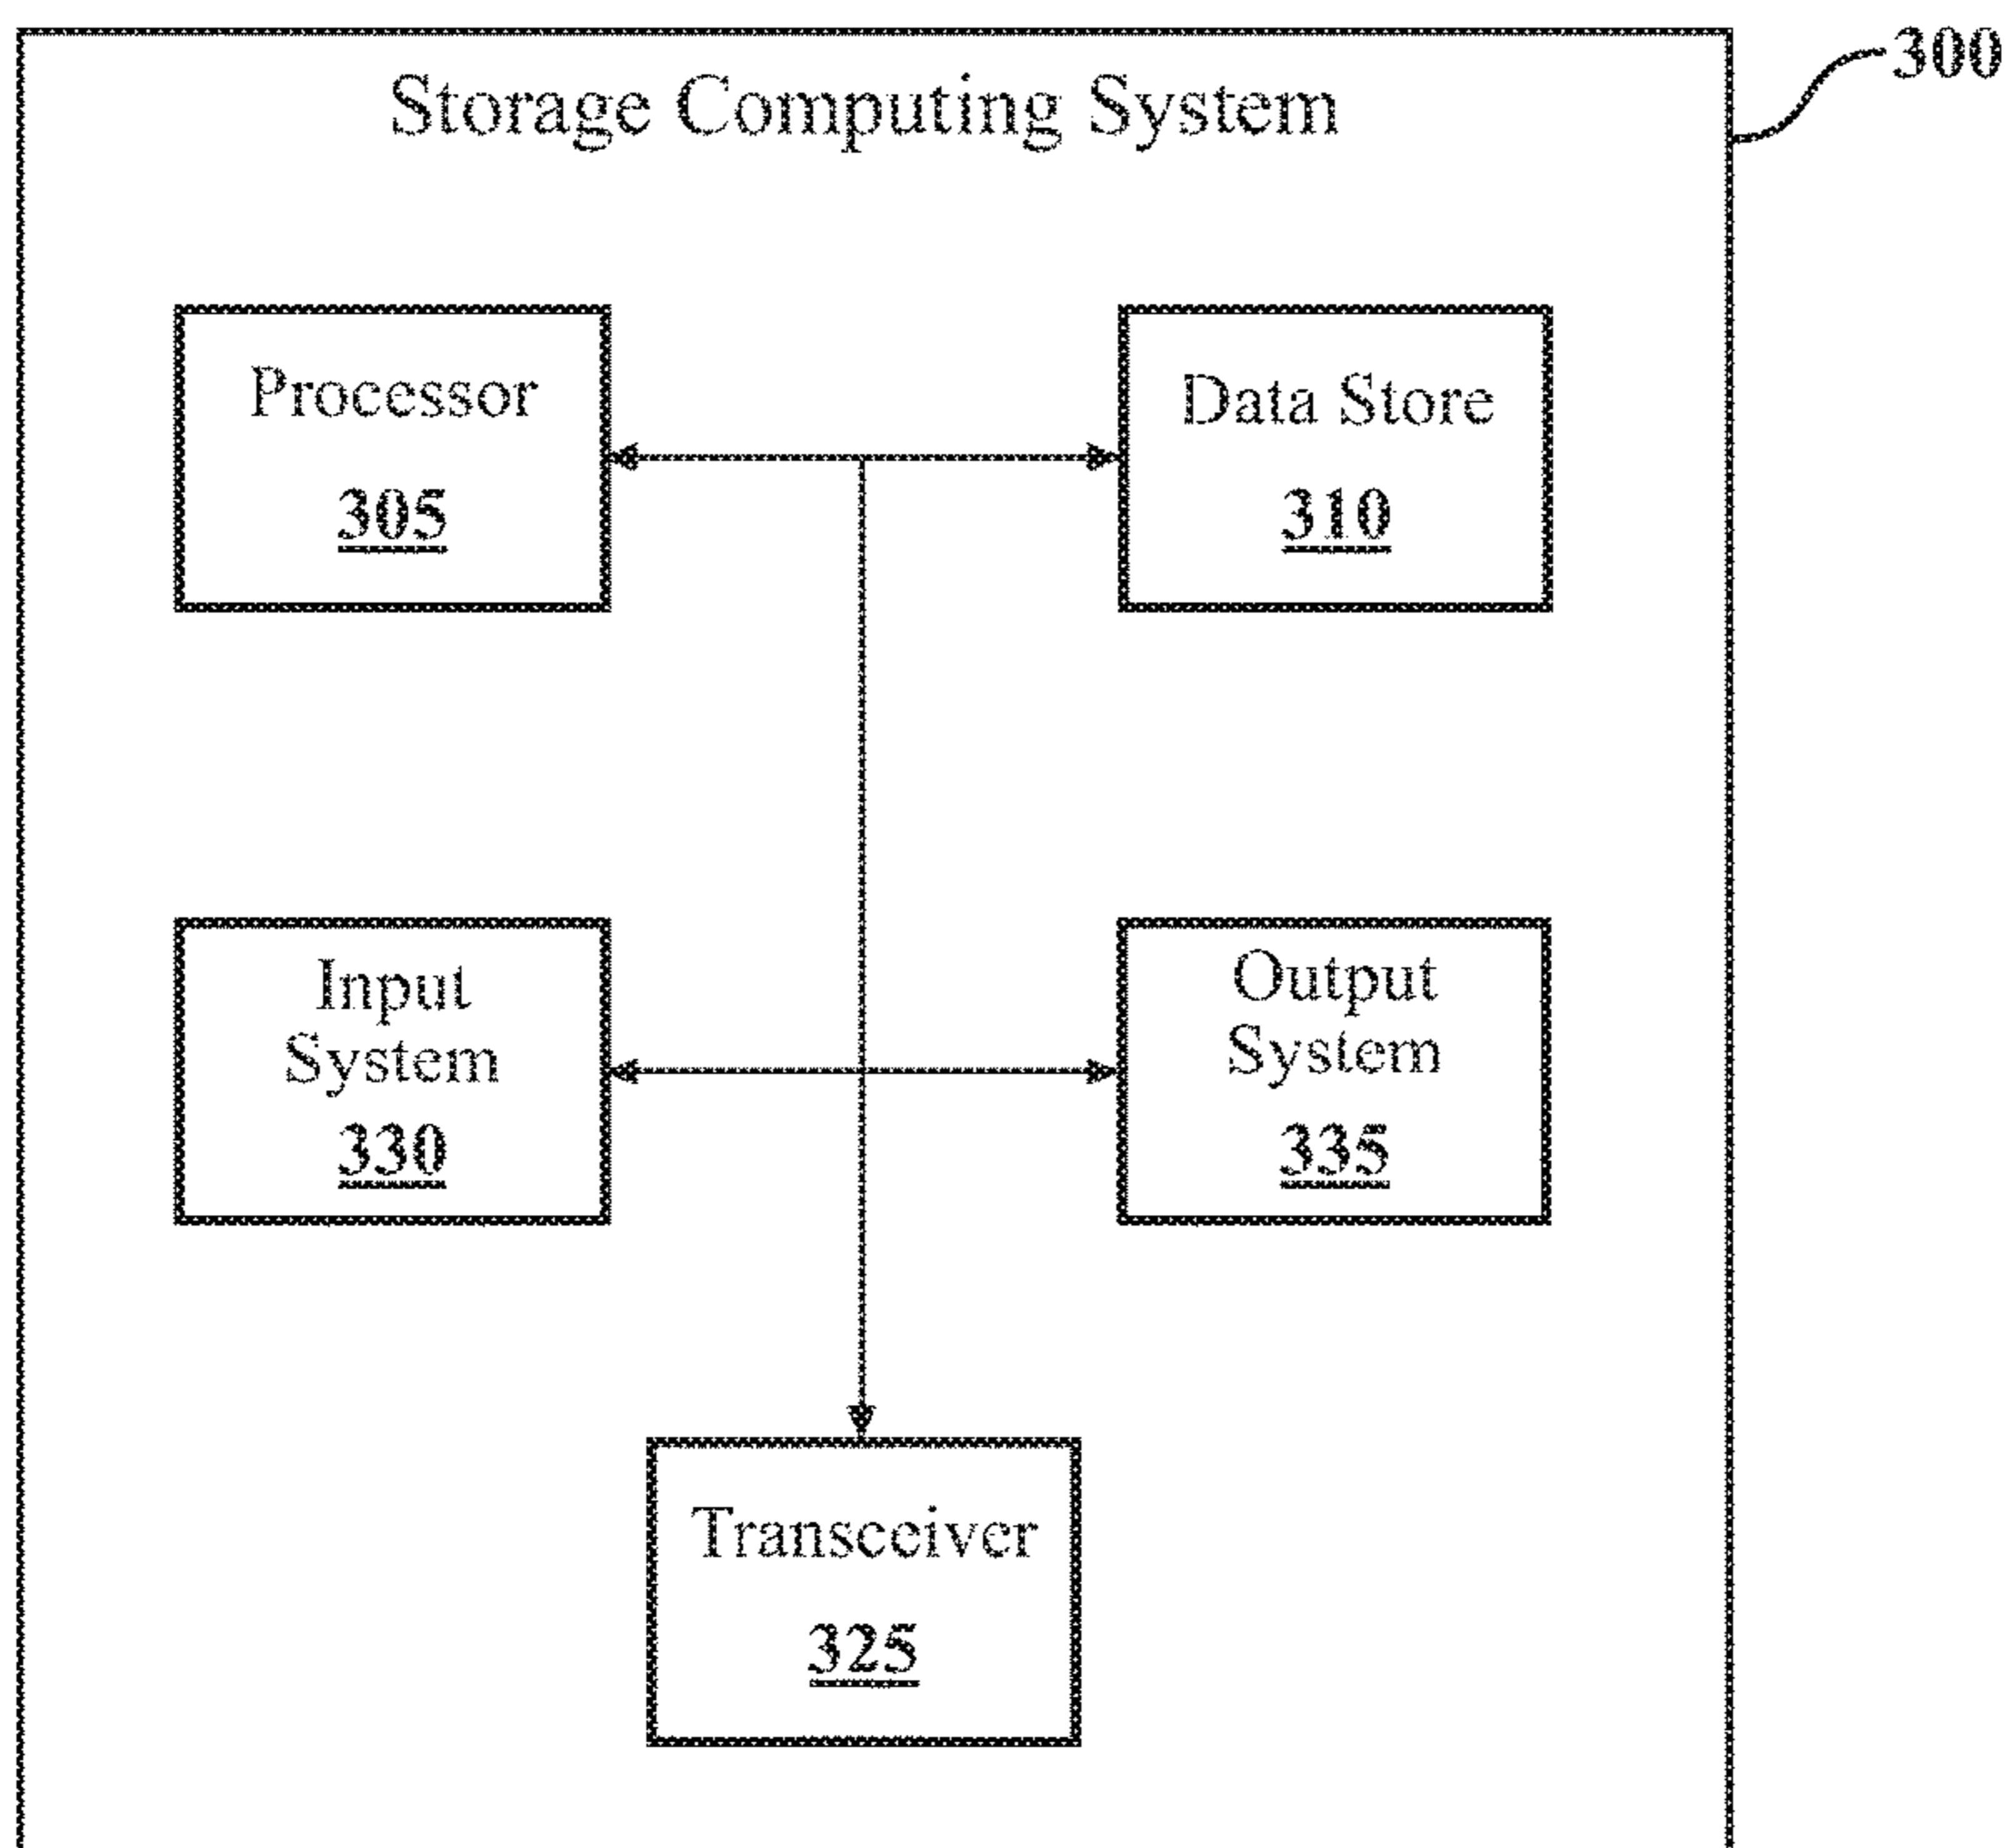 300
Storage Computing System
Processor
305
Data Store
310
Input
System
330
Output
System
335
Transceiver
325